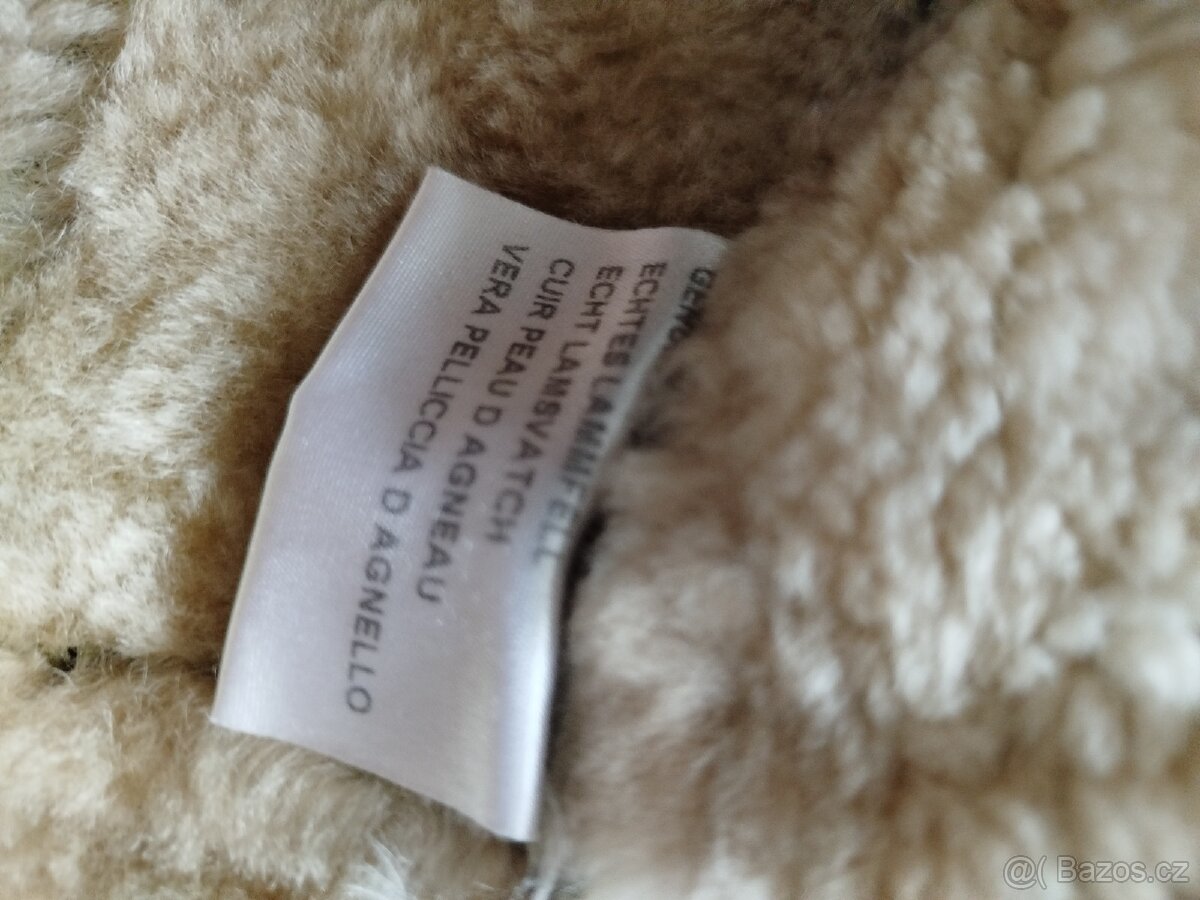 ECHTES LAMMFELL
ECHT LAMSVATCH
CUIR PEAU D AGNEAU
VERA PELLICCIA D AGNELLO
@( Bazos.cz